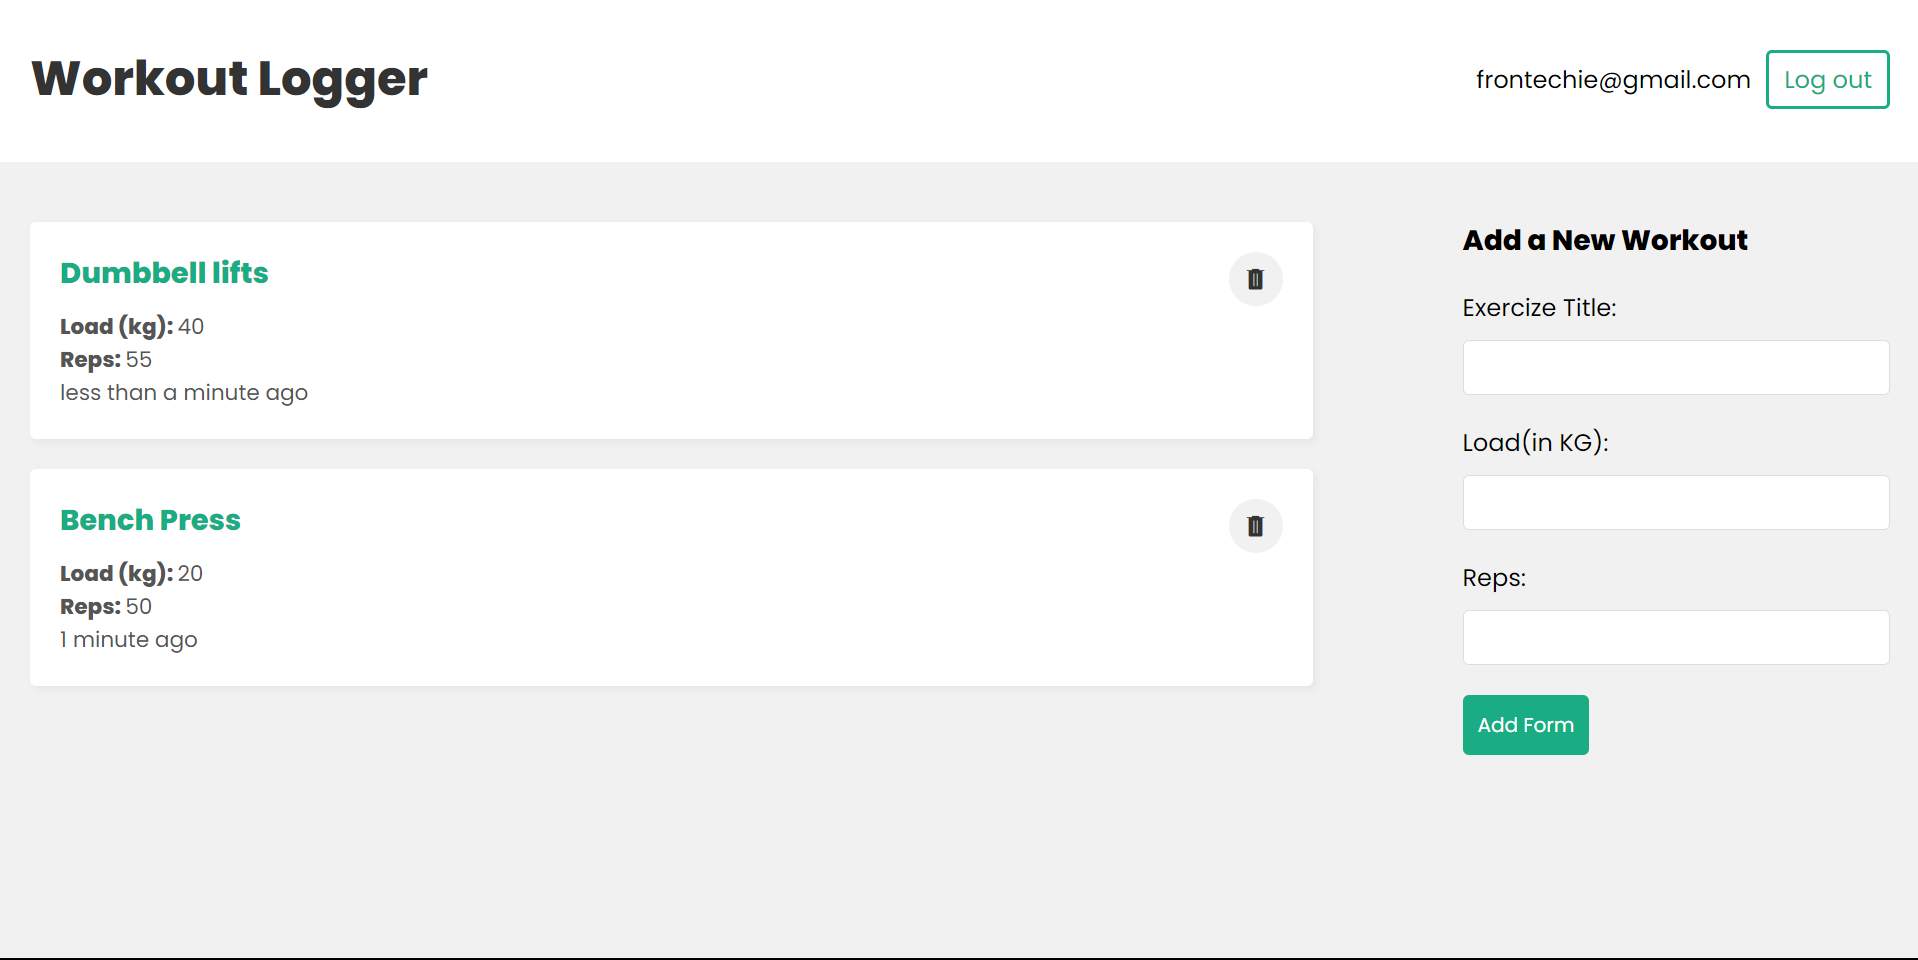 Workout Logger
frontechie@gmail.com
Log out
Dumbbell lifts
Load (kg): 40
Reps: 55
less than a minute ago
Bench Press
Load (kg): 20
Reps: 50
1 minute ago
Add a New Workout
Exercize Title:
Load(in KG):
Reps:
Add Form